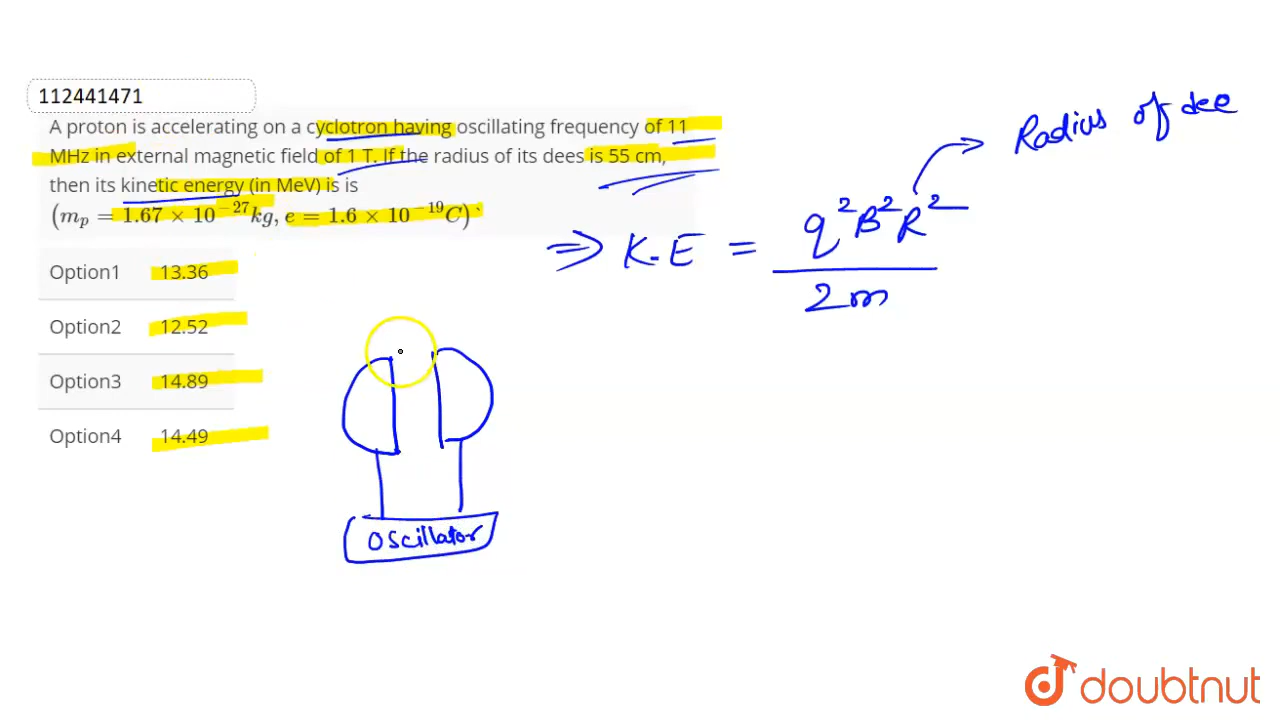 112441471
A proton is accelerating on a cyclotron having oscillating frequency of 11
MHz in external magnetic field of 1 T. If the radius of its dees is 55 cm,
then its kinetic energy (in MeV) is is
(m_p = 1.67 × 10^{-27}kg, e = 1.6 × 10^{-19}C)`
Option1 13.36
Option2 12.52
Option3 14.89
Option4 14.49
Radius of dee
⇒ K.E = q²B²R² / 2m
Oscillator
doubtnut